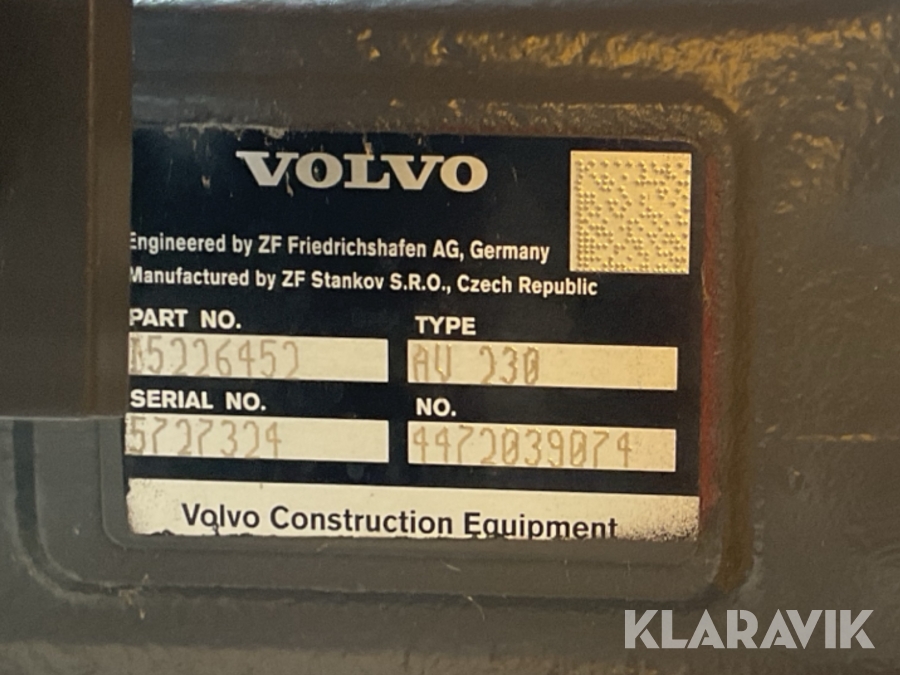 VOLVO
Engineered by ZF Friedrichshafen AG, Germany
Manufactured by ZF Stankov S.R.O., Czech Republic
PART NO.
15226452
TYPE
AV 230
SERIAL NO.
5727324
NO.
4472039074
Volvo Construction Equipment
KLARAVIK